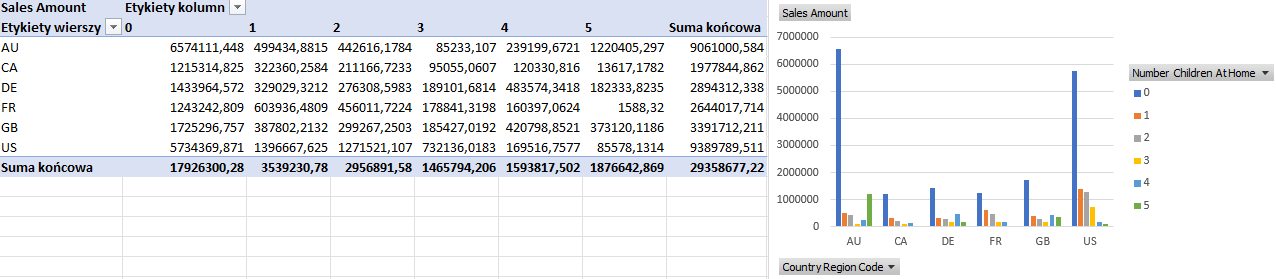 Sales Amount Etykiety kolumn
Etykiety wierszy 0 1 2 3 4 5 Suma końcowa
AU 6574111,448 499434,8815 442616,1784 85233,107 239199,6721 1220405,297 9061000,584
CA 1215314,825 322360,2584 211166,7233 95055,0607 120330,816 13617,1782 1977844,862
DE 1433964,572 329029,3212 276308,5983 189101,6814 483574,3418 182333,8235 2894312,338
FR 1243242,809 603936,4809 456011,7224 178841,3198 160397,0624 1588,32 2644017,714
GB 1725296,757 387802,2132 299267,2503 185427,0192 420798,8521 373120,1186 3391712,211
US 5734369,871 1396667,625 1271521,107 732136,0183 169516,7577 85578,1314 9389789,511
Suma końcowa 17926300,28 3539230,78 2956891,58 1465794,206 1593817,502 1876642,869 29358677,22
Sales Amount
7000000
6000000
5000000
4000000
3000000
2000000
1000000
0
AU CA DE FR GB US
Country Region Code
Number Children At Home
0
1
2
3
4
5